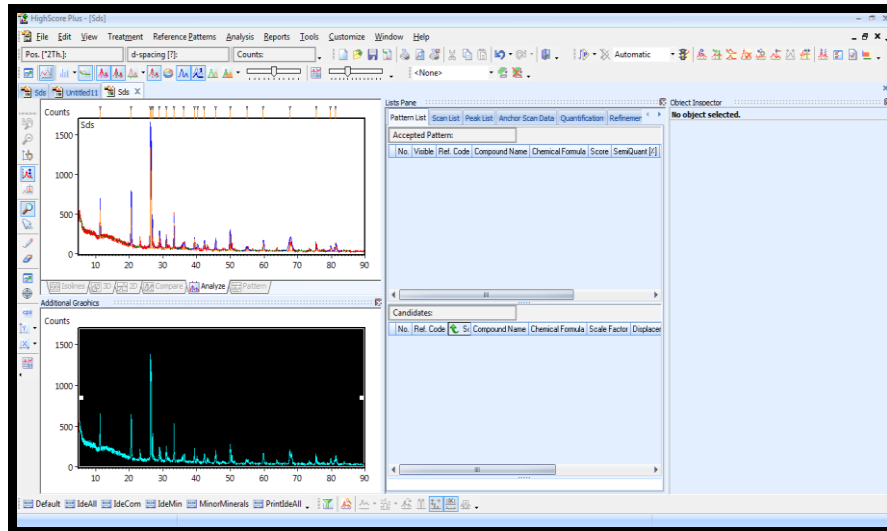 HighScore Plus - [Sds]
File Edit View Treatment Reference Patterns Analysis Reports Tools Customize Window Help
Pos. [°2Th.]: d-spacing [?]: Counts: Automatic
<None>
Sds Untitled11 Sds X
Counts
Sds
1500
1000
500
0
10 20 30 40 50 60 70 80 90
Isolines 3D 2D Compare Analyze Pattern
Additional Graphics
Counts
1500
1000
500
0
10 20 30 40 50 60 70 80 90
Lists Pane
Pattern List Scan List Peak List Anchor Scan Data Quantification Refinemer
Accepted Pattern:
No. Visible Ref. Code Compound Name Chemical Formula Score SemiQuant [%]
Candidates:
No. Ref. Code Sc Compound Name Chemical Formula Scale Factor Displacer
Object Inspector
No object selected.
Default IdeAll IdeCom IdeMin MinorMinerals PrintIdeAll